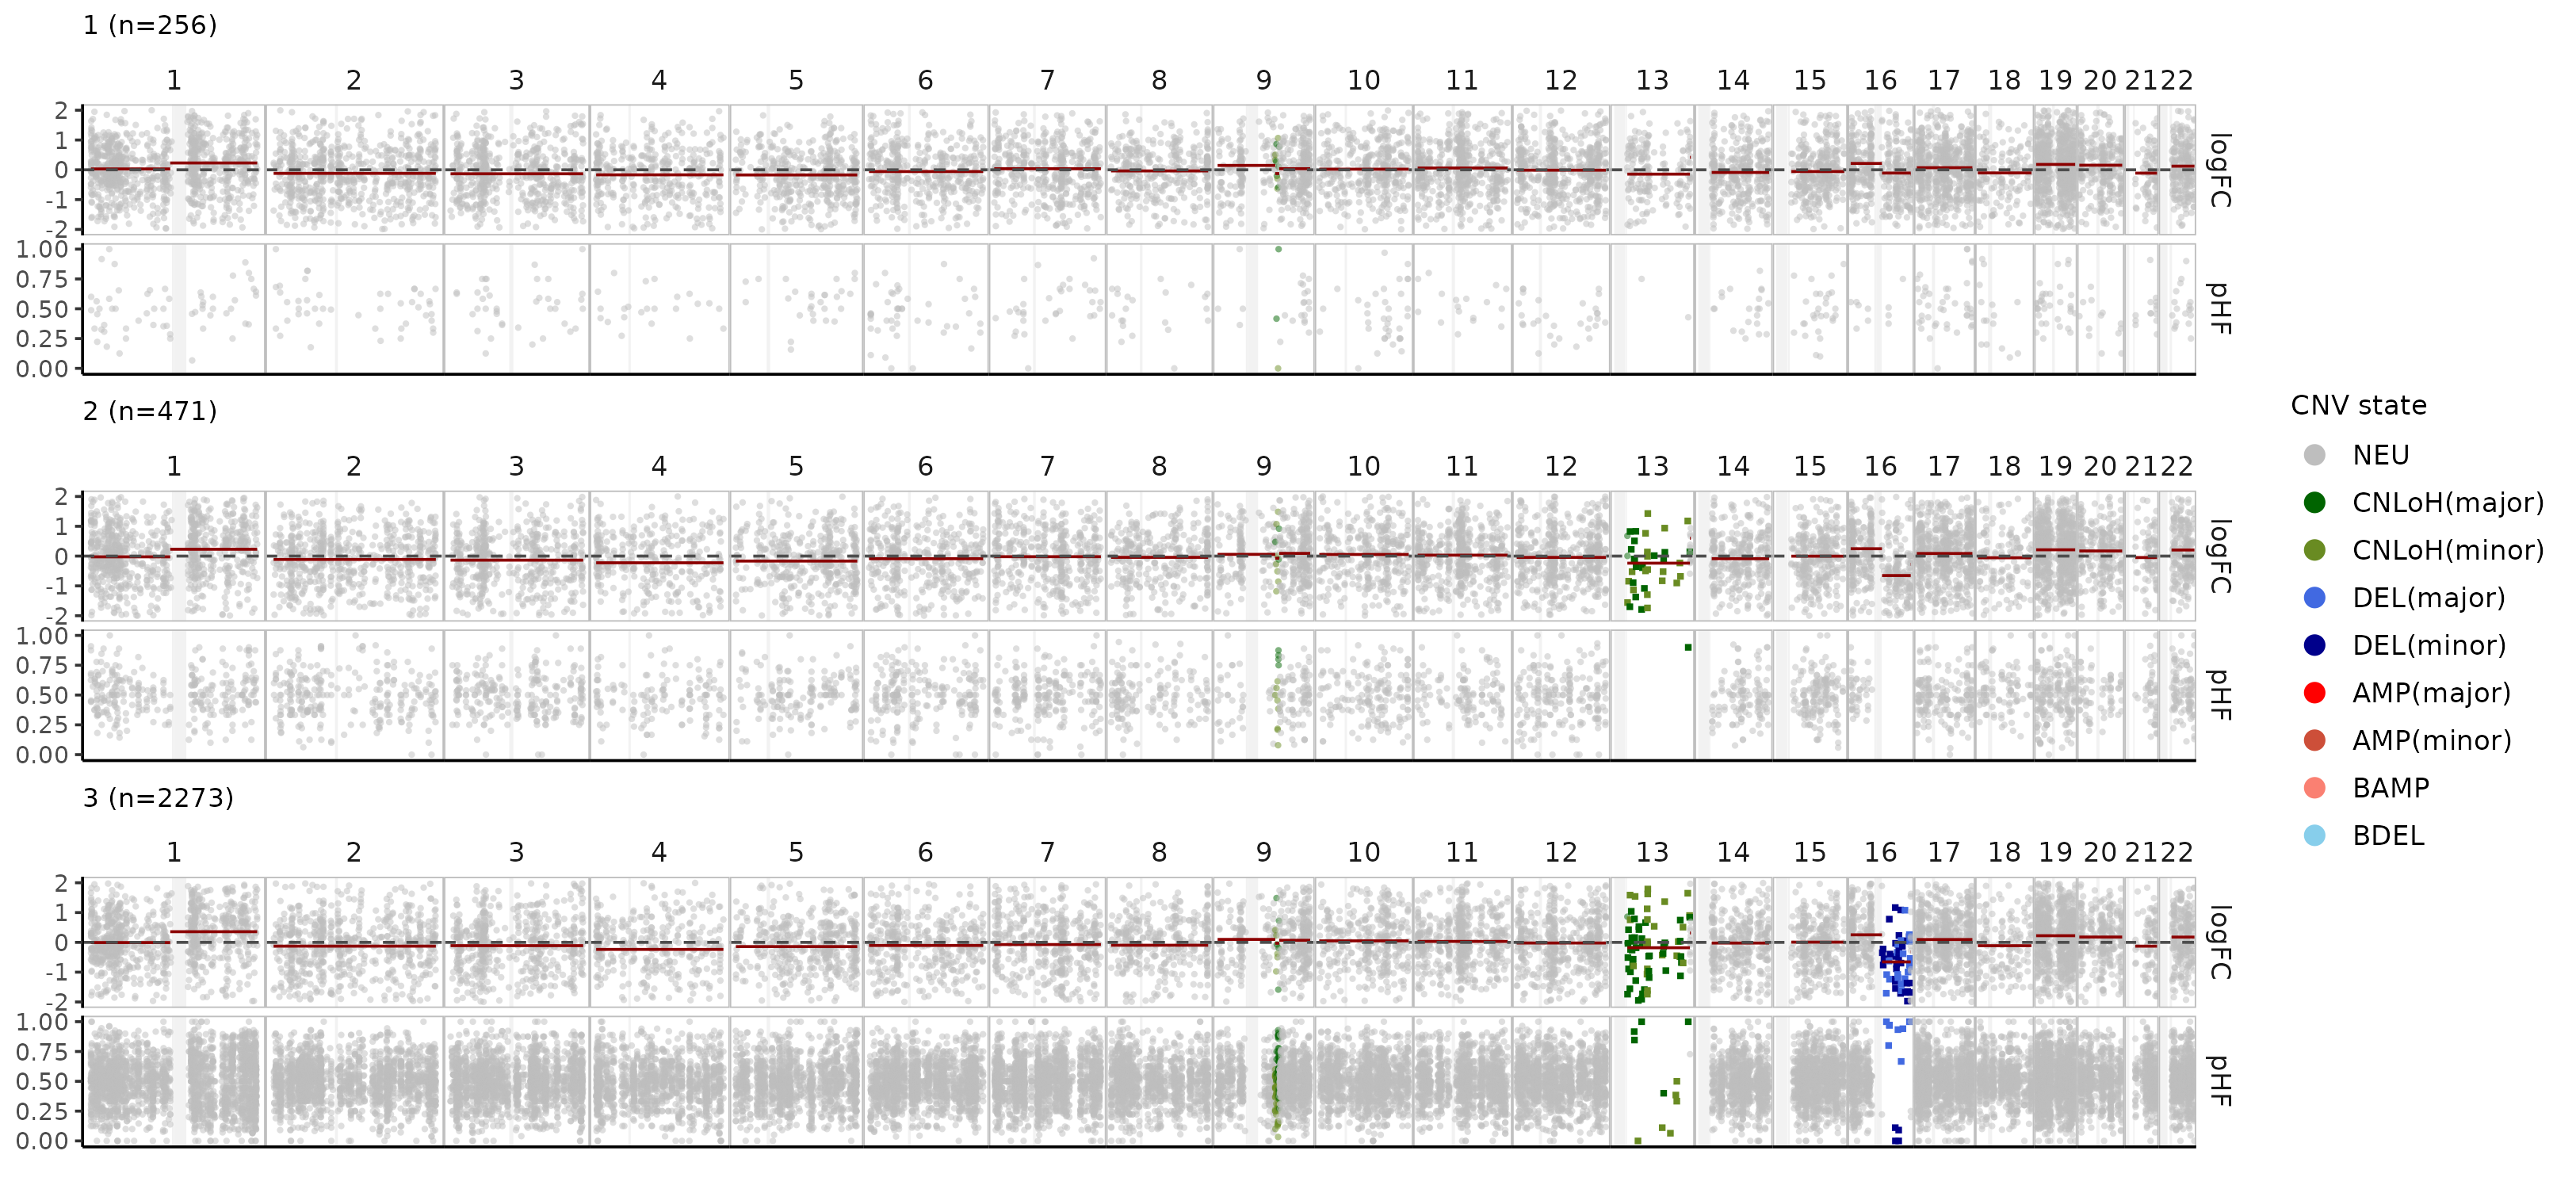 1 (n=256)
1 2 3 4 5 6 7 8 9 10 11 12 13 14 15 16 17 18 19 20 21 22
2
1
0
-1
-2
logFC
1.00
0.75
0.50
0.25
0.00
pHF
2 (n=471)
1 2 3 4 5 6 7 8 9 10 11 12 13 14 15 16 17 18 19 20 21 22
2
1
0
-1
-2
logFC
1.00
0.75
0.50
0.25
0.00
pHF
3 (n=2273)
1 2 3 4 5 6 7 8 9 10 11 12 13 14 15 16 17 18 19 20 21 22
2
1
0
-1
-2
logFC
1.00
0.75
0.50
0.25
0.00
pHF
CNV state
NEU
CNLoH(major)
CNLoH(minor)
DEL(major)
DEL(minor)
AMP(major)
AMP(minor)
BAMP
BDEL